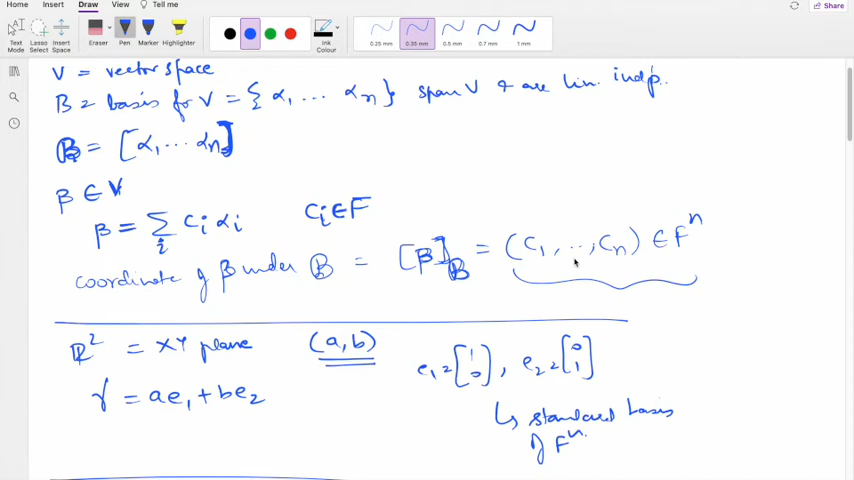 Home Insert Draw View Tell me Share
Text Mode Lasso Select Insert Space Eraser Pen Marker Highlighter Ink Colour 0.25 mm 0.35 mm 0.5 mm 0.7 mm 1 mm
V = vector space
B = basis for V = {α₁, ... αₙ} span V & are lin. indp.
B = [α₁ ... αₙ]
β ∈ V
β = Σᵢ cᵢ αᵢ cᵢ ∈ F
coordinate of β under B = [β]_B = (c₁, ..., cₙ) ∈ Fⁿ
ℝ² = XY plane (a, b) e₁ = [1 0], e₂ = [0 1]
γ = ae₁ + be₂
↳ standard basis
of Fⁿ.